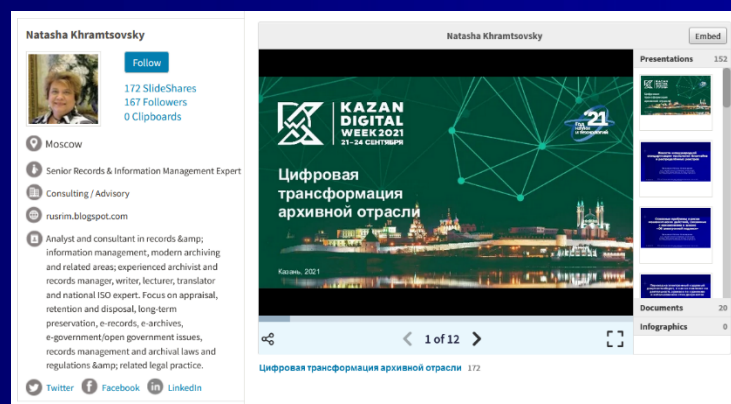 Natasha Khramtsovsky
Follow
172 SlideShares
167 Followers
0 Clipboards
Moscow
Senior Records & Information Management Expert
Consulting / Advisory
rusrim.blogspot.com
Analyst and consultant in records &amp;
information management, modern archiving
and related areas; experienced archivist and
records manager, writer, lecturer, translator
and national ISO expert. Focus on appraisal,
retention and disposal, long-term
preservation, e-records, e-archives,
e-government/open government issues,
records management and archival laws and
regulations &amp; related legal practice.
Twitter Facebook LinkedIn
Natasha Khramtsovsky
Embed
KAZAN
DIGITAL
WEEK2021
21–24 СЕНТЯБРЯ
Год
науки
и технологий
'21
Цифровая
трансформация
архивной отрасли
Казань, 2021
1 of 12
Цифровая трансформация архивной отрасли 172
Presentations 152
Documents 20
Infographics 0